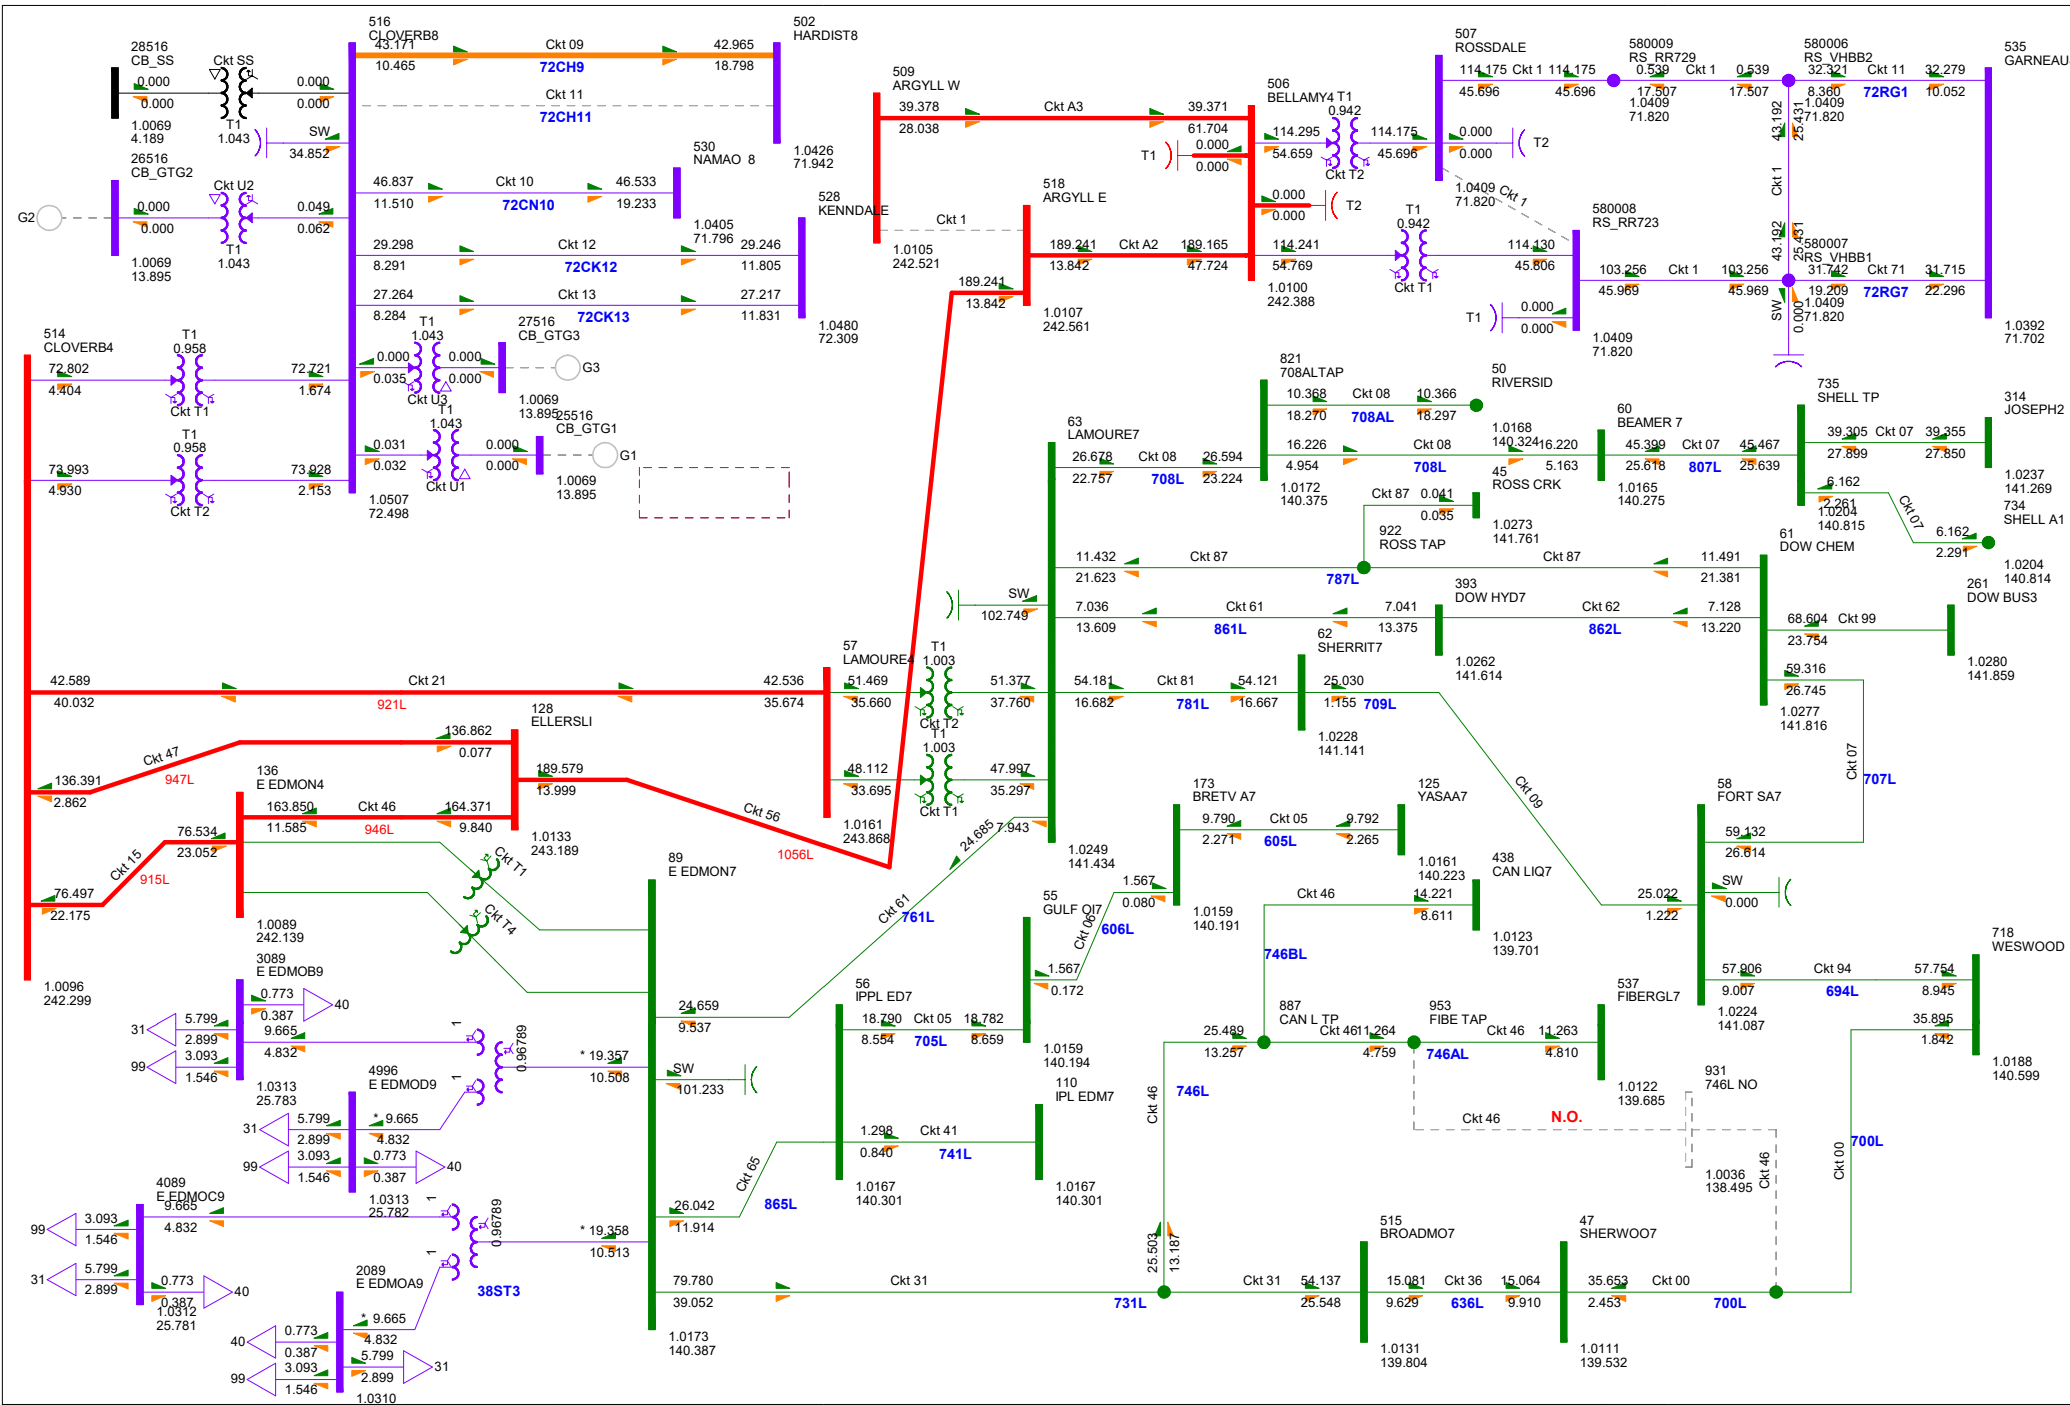 516
CLOVERB8
43.171
10.465
Ckt 09
72CH9
42.965
18.798
502
HARDIST8
28516
CB_SS
0.000
0.000
Ckt SS
T1
1.043
0.000
0.000
1.0069
4.189
SW
34.852
Ckt 11
72CH11
1.0426
71.942
26516
CB_GTG2
G2
0.000
0.000
Ckt U2
T1
1.043
0.049
0.062
1.0069
13.895
46.837
11.510
Ckt 10
72CN10
46.533
19.233
530
NAMAO 8
1.0405
71.796
528
KENNDALE
29.298
8.291
Ckt 12
72CK12
29.246
11.805
27.264
8.284
Ckt 13
72CK13
27.217
11.831
1.0480
72.309
514
CLOVERB4
72.802
4.404
T1
0.958
Ckt T1
72.721
1.674
73.993
4.930
T1
0.958
Ckt T2
73.928
2.153
1.0507
72.498
0.000
0.035
T1
1.043
Ckt U3
0.000
0.000
27516
CB_GTG3
G3
1.0069
13.895
0.031
0.032
T1
1.043
Ckt U1
0.000
0.000
25516
CB_GTG1
G1
1.0069
13.895
509
ARGYLL W
39.378
28.038
Ckt A3
39.371
61.704
1.0105
242.521
Ckt 1
518
ARGYLL E
189.241
13.842
Ckt A2
189.165
47.724
189.241
13.842
1.0107
242.561
506
BELLAMY4
T1
0.000
0.000
T2
0.000
0.000
114.295
54.659
T1
0.942
Ckt T2
114.175
45.696
114.241
54.769
T1
0.942
Ckt T1
114.130
45.806
1.0100
242.388
507
ROSSDALE
114.175
45.696
Ckt 1
114.175
45.696
0.000
0.000
T2
1.0409
71.820
Ckt 1
580009
RS_RR729
0.539
17.507
Ckt 1
0.539
17.507
1.0409
71.820
580006
RS_VHBB2
32.321
8.360
Ckt 11
72RG1
32.279
10.052
1.0409
71.820
535
GARNEAU
43.192
25.431
Ckt 1
43.192
25.431
580008
RS_RR723
103.256
45.969
Ckt 1
103.256
45.969
T1
0.000
0.000
1.0409
71.820
580007
RS_VHBB1
31.742
19.209
Ckt 71
72RG7
31.715
22.296
1.0409
71.820
SW
0.000
1.0392
71.702
821
708ALTAP
10.368
18.270
Ckt 08
708AL
10.366
18.297
50
RIVERSID
1.0168
140.324
16.226
4.954
Ckt 08
708L
16.220
5.163
1.0172
140.375
60
BEAMER 7
45.399
25.618
Ckt 07
807L
45.467
25.639
1.0165
140.275
735
SHELL TP
39.305
27.899
Ckt 07
39.355
27.850
314
JOSEPH2
1.0237
141.269
6.162
2.261
1.0204
140.815
Ckt 07
734
SHELL A1
6.162
2.291
1.0204
140.814
63
LAMOURE7
26.678
22.757
Ckt 08
708L
26.594
23.224
45
ROSS CRK
Ckt 87
0.041
0.035
1.0273
141.761
922
ROSS TAP
11.432
21.623
Ckt 87
787L
Ckt 87
11.491
21.381
61
DOW CHEM
SW
102.749
7.036
13.609
Ckt 61
861L
7.041
13.375
393
DOW HYD7
Ckt 62
862L
7.128
13.220
1.0262
141.614
68.604
23.754
Ckt 99
261
DOW BUS3
1.0280
141.859
59.316
26.745
1.0277
141.816
Ckt 07
707L
54.181
16.682
Ckt 81
781L
54.121
16.667
62
SHERRIT7
25.030
1.155
709L
1.0228
141.141
Ckt 09
42.589
40.032
Ckt 21
921L
42.536
35.674
57
LAMOURE4
51.469
35.660
T1
1.003
Ckt T2
51.377
37.760
48.112
33.695
T1
1.003
Ckt T1
47.997
35.297
1.0161
243.868
7.943
24.685
1.0249
141.434
128
ELLERSLI
136.862
0.077
Ckt 47
947L
136.391
2.862
189.579
13.999
Ckt 56
1056L
136
E EDMON4
163.850
11.585
Ckt 46
946L
164.371
9.840
1.0133
243.189
76.534
23.052
Ckt 15
915L
76.497
22.175
Ckt T1
Ckt T4
1.0089
242.139
1.0096
242.299
89
E EDMON7
Ckt 61
761L
24.659
9.537
173
BRETV A7
9.790
2.271
Ckt 05
605L
9.792
2.265
125
YASAA7
1.0161
140.223
1.567
0.080
Ckt 06
606L
1.0159
140.191
55
GULF OI7
1.567
0.172
1.0159
140.194
438
CAN LIQ7
Ckt 46
14.221
8.611
746BL
1.0123
139.701
58
FORT SA7
59.132
26.614
SW
0.000
25.022
1.222
57.906
9.007
Ckt 94
694L
57.754
8.945
1.0224
141.087
718
WESWOOD
35.895
1.842
1.0188
140.599
3089
E EDMOB9
0.773
0.387
40
31
5.799
2.899
9.665
4.832
99
3.093
1.546
1.0313
25.783
1
1
0.96789
* 19.357
10.508
4996
E EDMOD9
31
5.799
2.899
* 9.665
4.832
99
3.093
1.546
0.773
0.387
40
1.0313
25.782
SW
101.233
56
IPPL ED7
18.790
8.554
Ckt 05
705L
18.782
8.659
1.298
0.840
Ckt 41
741L
110
IPL EDM7
1.0167
140.301
1.0167
140.301
26.042
11.914
Ckt 65
865L
887
CAN L TP
25.489
13.257
Ckt 46
11.264
4.759
953
FIBE TAP
746AL
Ckt 46
11.263
4.810
537
FIBERGL7
1.0122
139.685
Ckt 46
746L
25.503
13.187
Ckt 46
N.O.
931
746L NO
1.0036
138.495
Ckt 46
Ckt 00
700L
4089
E EDMOC9
9.665
4.832
99
3.093
1.546
31
5.799
2.899
0.773
0.387
40
1.0312
25.781
1
1
0.96789
* 19.358
10.513
38ST3
2089
E EDMOA9
* 9.665
4.832
40
0.773
0.387
99
3.093
1.546
5.799
2.899
31
1.0310
79.780
39.052
Ckt 31
731L
1.0173
140.387
Ckt 31
54.137
25.548
515
BROADMO7
15.081
9.629
Ckt 36
636L
15.064
9.910
1.0131
139.804
47
SHERWOO7
35.653
2.453
Ckt 00
700L
1.0111
139.532